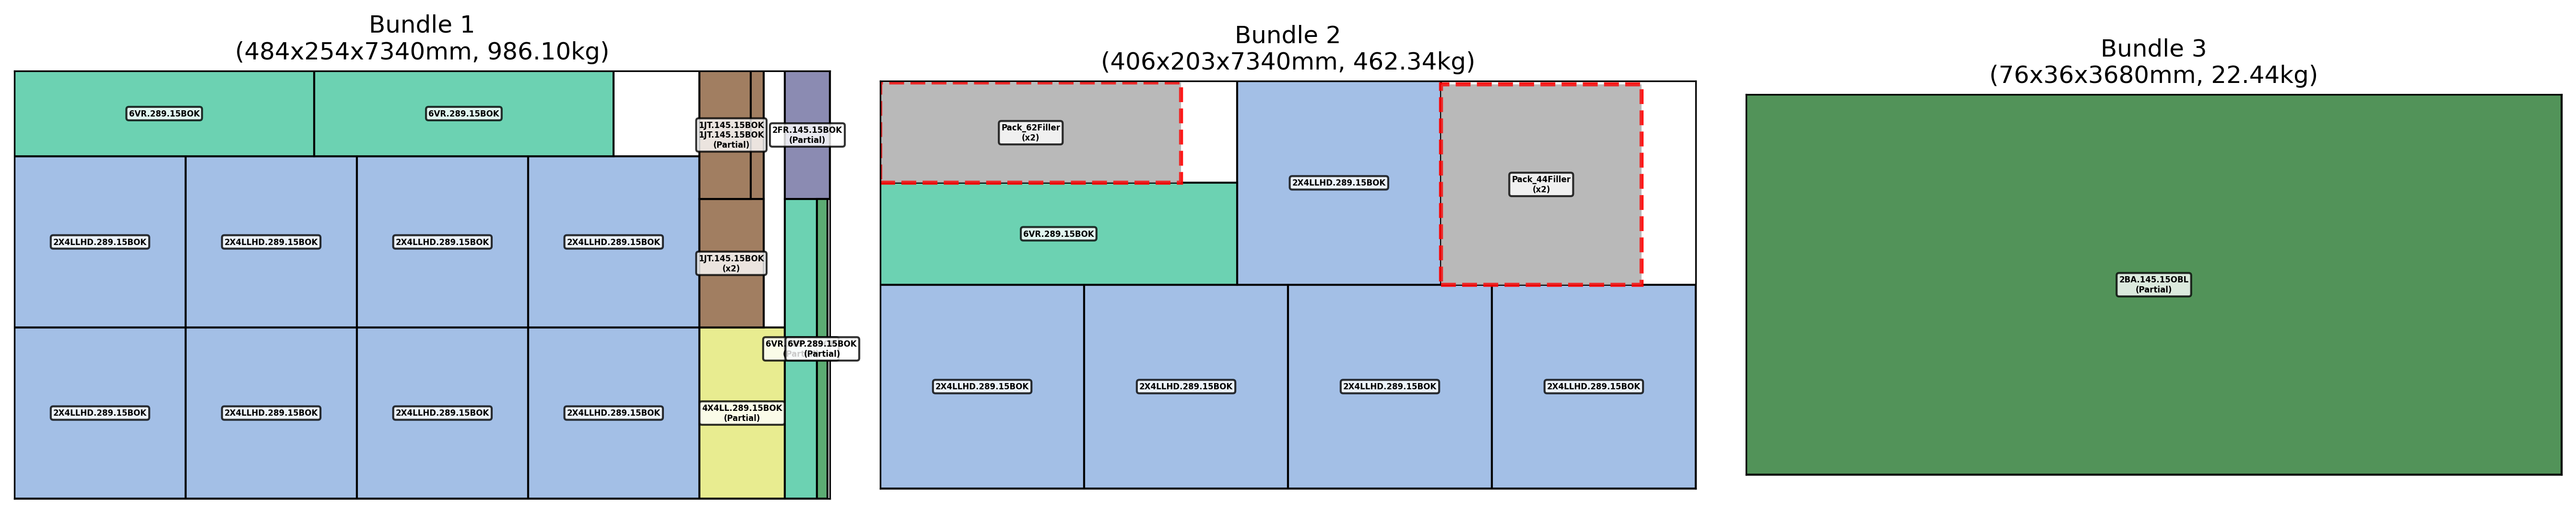 Bundle 1
(484x254x7340mm, 986.10kg)
6VR.289.15BOK
6VR.289.15BOK
1JT.145.15BOK
1JT.145.15BOK
(Partial)
2FR.145.15BOK
(Partial)
2X4LLHD.289.15BOK
2X4LLHD.289.15BOK
2X4LLHD.289.15BOK
2X4LLHD.289.15BOK
1JT.145.15BOK
(x2)
6VR
6VP.289.15BOK
(Partial)
2X4LLHD.289.15BOK
2X4LLHD.289.15BOK
2X4LLHD.289.15BOK
2X4LLHD.289.15BOK
4X4LL.289.15BOK
(Partial)
Bundle 2
(406x203x7340mm, 462.34kg)
Pack_62Filler
(x2)
2X4LLHD.289.15BOK
Pack_44Filler
(x2)
6VR.289.15BOK
2X4LLHD.289.15BOK
2X4LLHD.289.15BOK
2X4LLHD.289.15BOK
2X4LLHD.289.15BOK
Bundle 3
(76x36x3680mm, 22.44kg)
2BA.145.15OBL
(Partial)